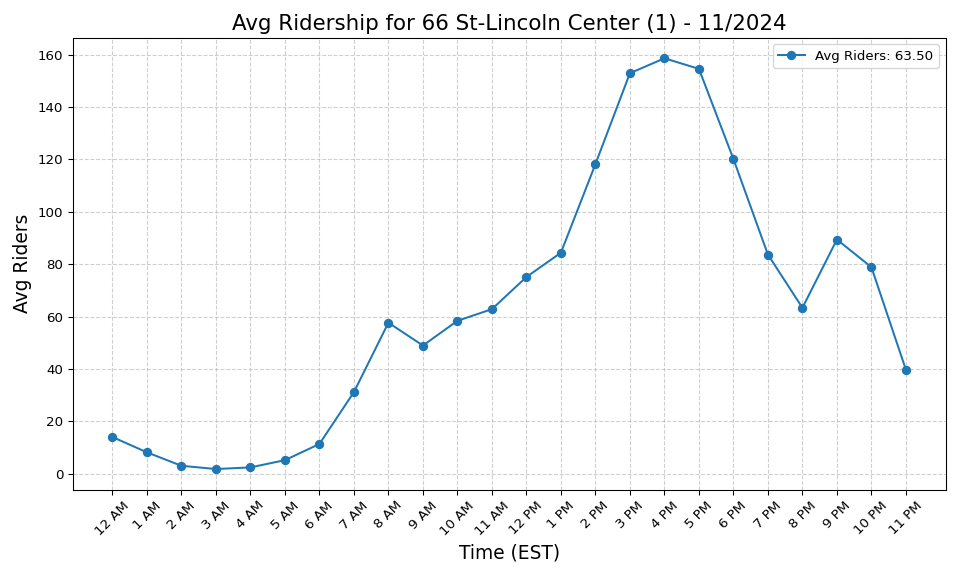 Avg Ridership for 66 St-Lincoln Center (1) - 11/2024
Avg Riders: 63.50
Avg Riders
160
140
120
100
80
60
40
20
0
12 AM
1 AM
2 AM
3 AM
4 AM
5 AM
6 AM
7 AM
8 AM
9 AM
10 AM
11 AM
12 PM
1 PM
2 PM
3 PM
4 PM
5 PM
6 PM
7 PM
8 PM
9 PM
10 PM
11 PM
Time (EST)